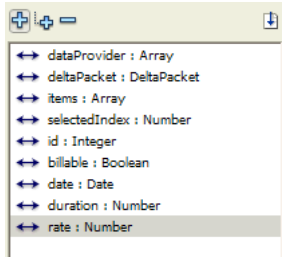 dataProvider : Array
deltaPacket : DeltaPacket
items : Array
selectedIndex : Number
id : Integer
billable : Boolean
date : Date
duration : Number
rate : Number